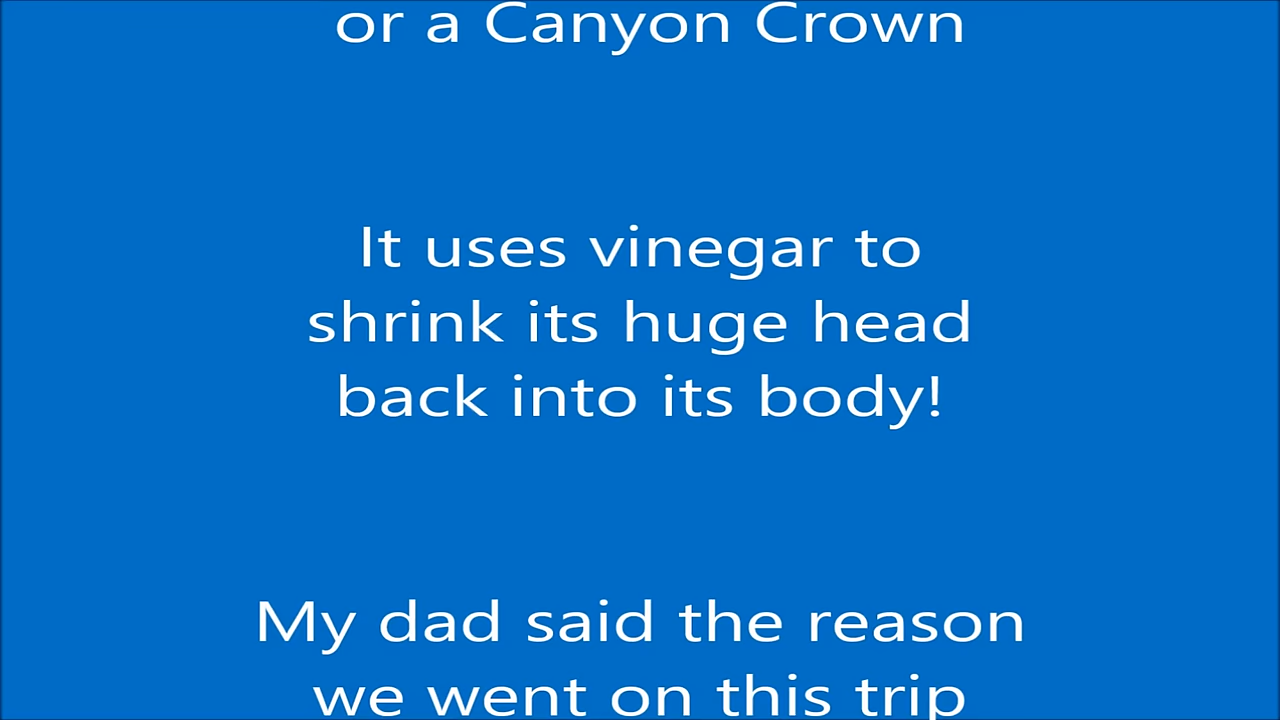 or a Canyon Crown
It uses vinegar to
shrink its huge head
back into its body!
My dad said the reason
we went on this trip